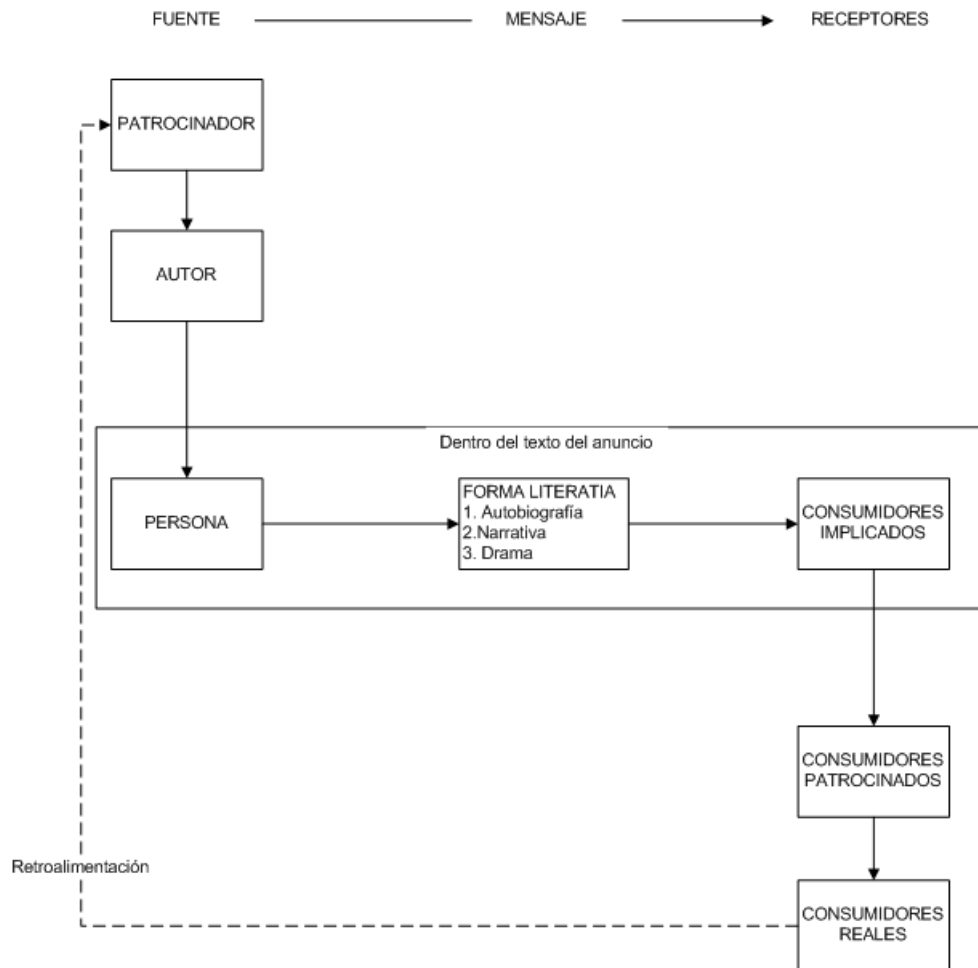 FUENTE
MENSAJE
RECEPTORES
PATROCINADOR
AUTOR
Dentro del texto del anuncio
PERSONA
FORMA LITERATIA
1. Autobiografía
2.Narrativa
3. Drama
CONSUMIDORES
IMPLICADOS
CONSUMIDORES
PATROCINADOS
Retroalimentación
CONSUMIDORES
REALES